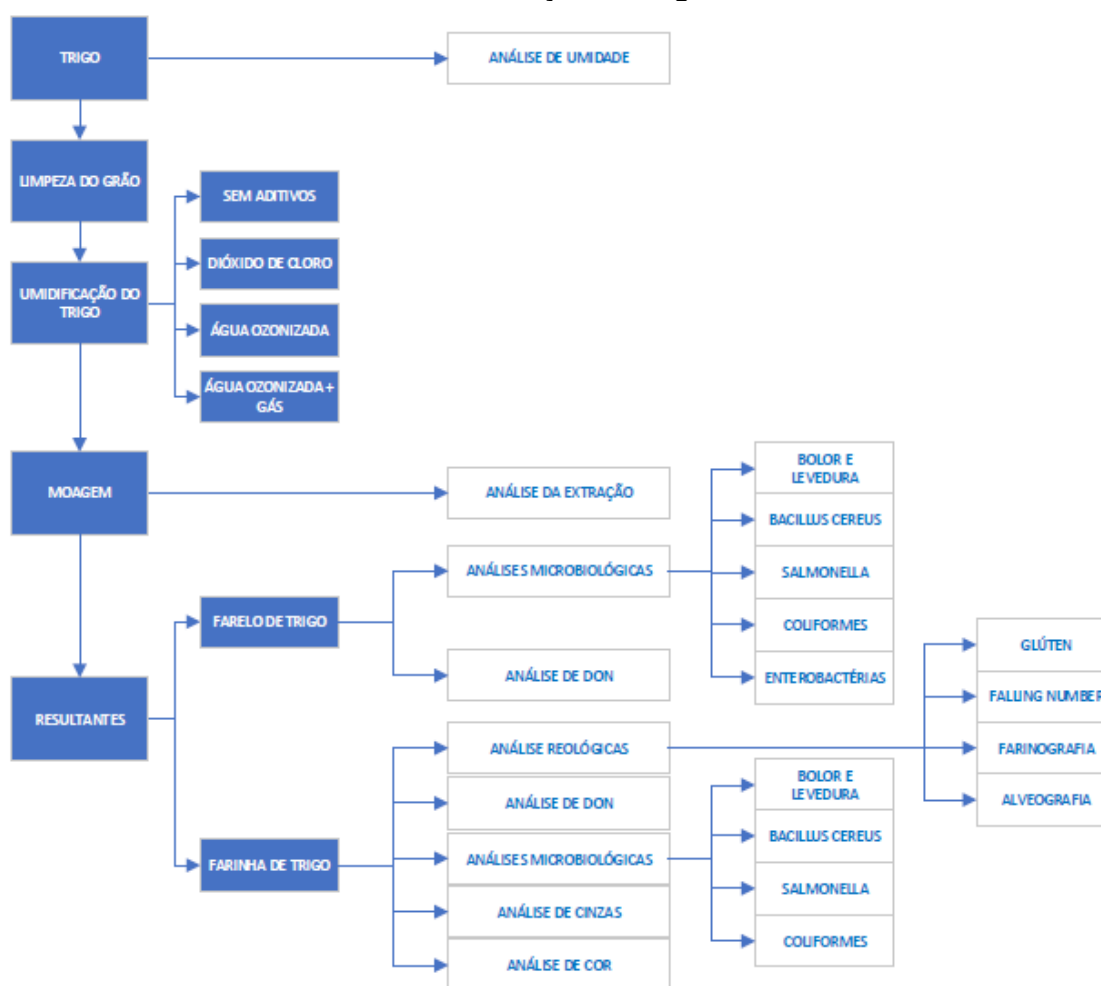 TRIGO
ANÁLISE DE UMIDADE
LIMPEZA DO GRÃO
SEM ADITIVOS
DIÓXIDO DE CLORO
UMIDIFICAÇÃO DO
TRIGO
ÁGUA OZONIZADA
ÁGUA OZONIZADA +
GÁS
MOAGEM
ANÁLISE DA EXTRAÇÃO
BOLOR E
LEVEDURA
BACILLUS CEREUS
ANÁLISES MICROBIOLÓGICAS
SALMONELLA
FARELO DE TRIGO
COLIFORMES
ANÁLISE DE DON
ENTEROBACTÉRIAS
GLÚTEN
FALLING NUMBER
RESULTANTES
ANÁLISE REOLÓGICAS
FARINOGRAFIA
BOLOR E
LEVEDURA
ANÁLISE DE DON
ALVEOGRAFIA
BACILLUS CEREUS
FARINHA DE TRIGO
ANÁLISES MICROBIOLÓGICAS
SALMONELLA
ANÁLISE DE CINZAS
COLIFORMES
ANÁLISE DE COR